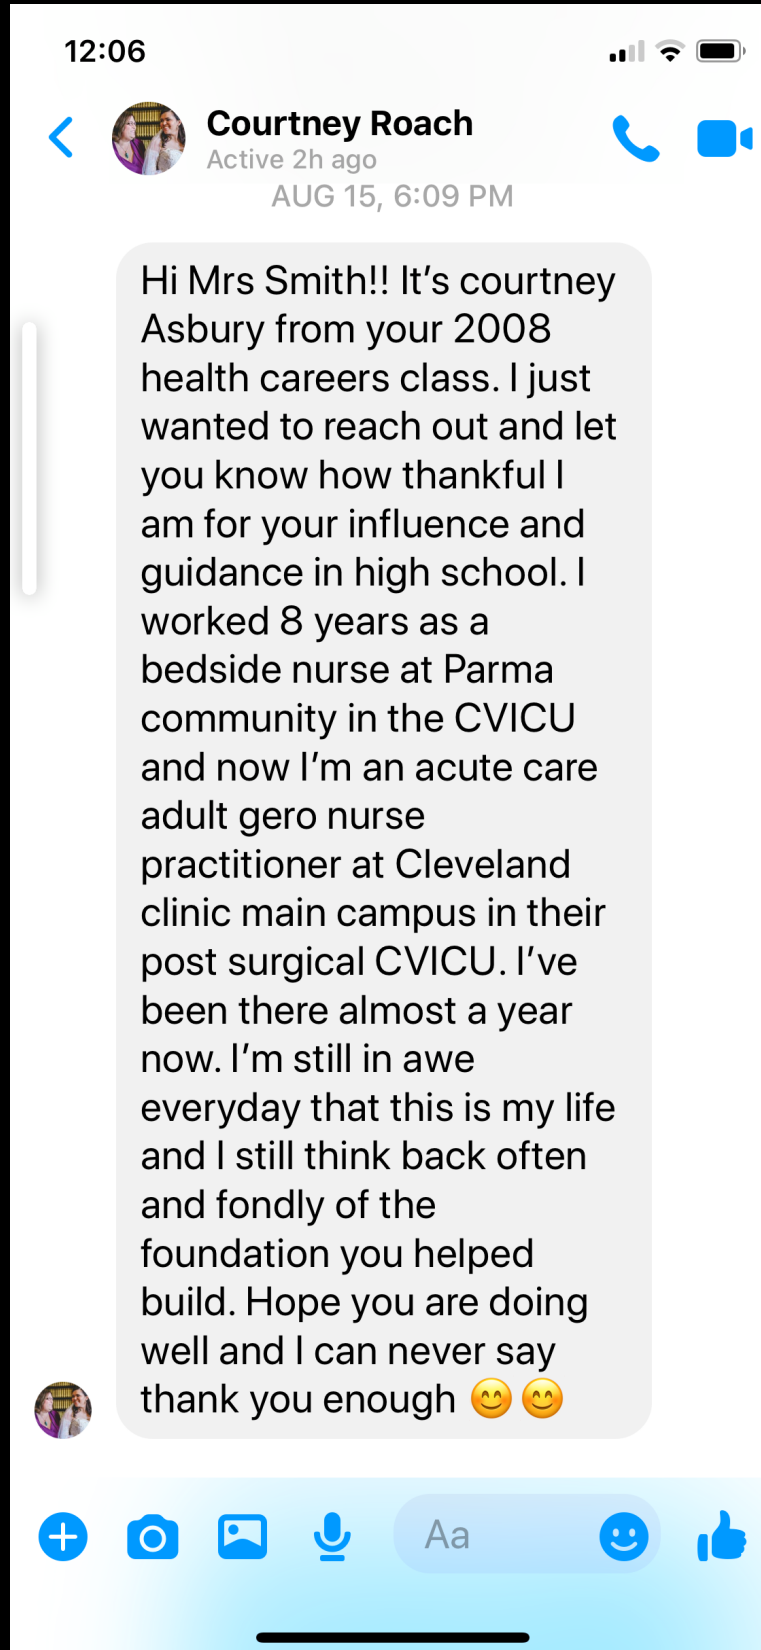 12:06
Courtney Roach
Active 2h ago
AUG 15, 6:09 PM
Hi Mrs Smith!! It's courtney
Asbury from your 2008
health careers class. I just
wanted to reach out and let
you know how thankful I
am for your influence and
guidance in high school. I
worked 8 years as a
bedside nurse at Parma
community in the CVICU
and now I'm an acute care
adult gero nurse
practitioner at Cleveland
clinic main campus in their
post surgical CVICU. I've
been there almost a year
now. I'm still in awe
everyday that this is my life
and I still think back often
and fondly of the
foundation you helped
build. Hope you are doing
well and I can never say
thank you enough 😊😊
Aa